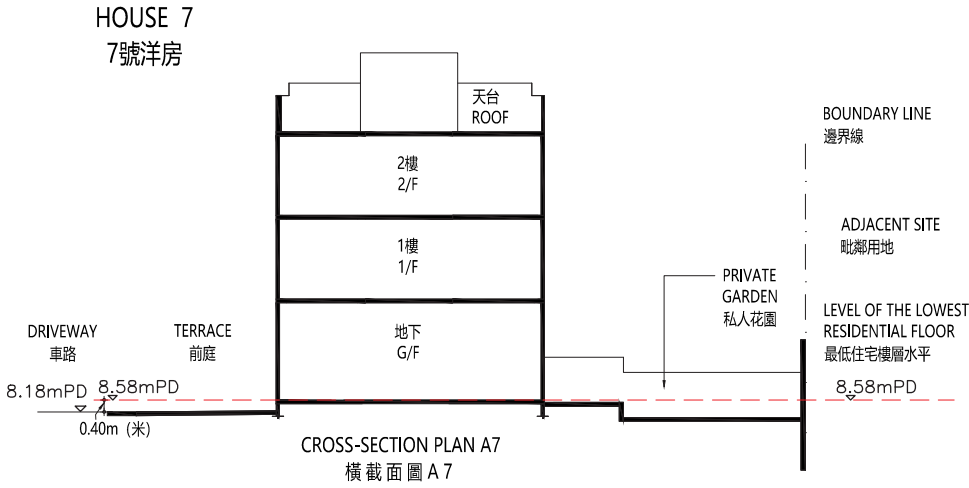 HOUSE 7
7號洋房
天台
ROOF
BOUNDARY LINE
邊界線
2樓
2/F
ADJACENT SITE
毗鄰用地
1樓
1/F
PRIVATE
GARDEN
私人花園
LEVEL OF THE LOWEST
RESIDENTIAL FLOOR
最低住宅樓層水平
DRIVEWAY
車路
TERRACE
前庭
地下
G/F
8.18mPD
8.58mPD
8.58mPD
0.40m (米)
CROSS-SECTION PLAN A7
橫截面圖A7